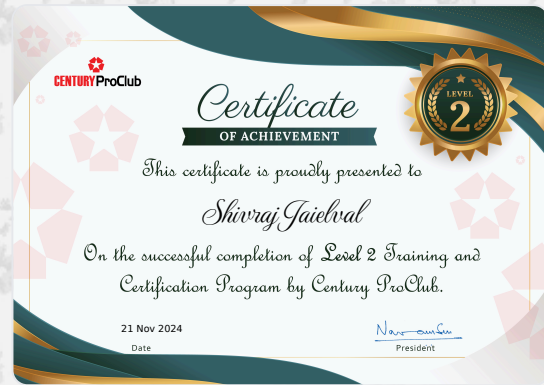 CENTURY ProClub
LEVEL
2
Certificate
OF ACHIEVEMENT
This certificate is proudly presented to
Shivraj Jaielval
On the successful completion of Level 2 Training and
Certification Program by Century ProClub.
21 Nov 2024
Date
President